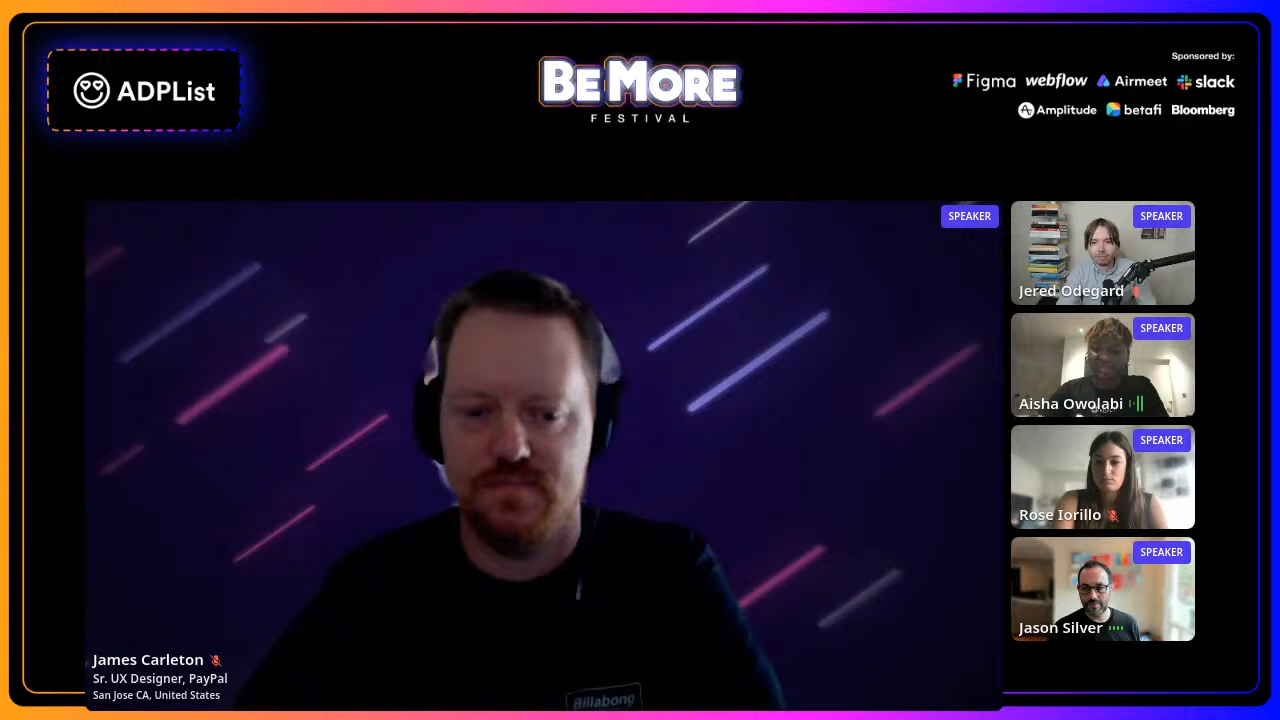 ADPList
BE MORE
FESTIVAL
Sponsored by:
Figma webflow Airmeet slack
Amplitude betafi Bloomberg
SPEAKER
SPEAKER
Jered Odegard
SPEAKER
Aisha Owolabi
SPEAKER
Rose Iorillo
SPEAKER
Jason Silver
James Carleton
Sr. UX Designer, PayPal
San Jose CA, United States
Billabong